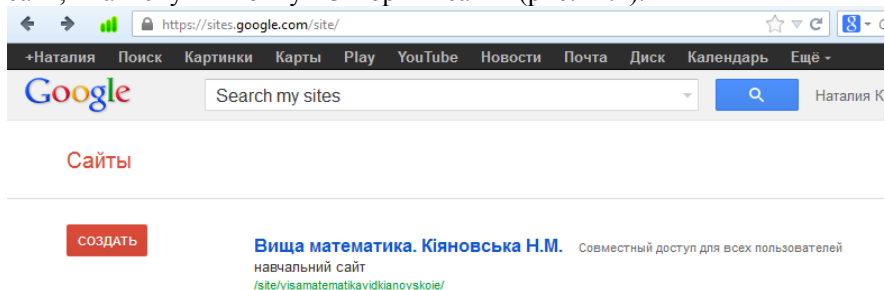 https://sites.google.com/site/
+Наталия Поиск Картинки Карты Play YouTube Новости Почта Диск Календарь Ещё
Google Search my sites Наталия К
Сайты
СОЗДАТЬ
Вища математика. Кіяновська Н.М. Совместный доступ для всех пользователей
навчальний сайт
/site/visamatematikavidkianovskoie/